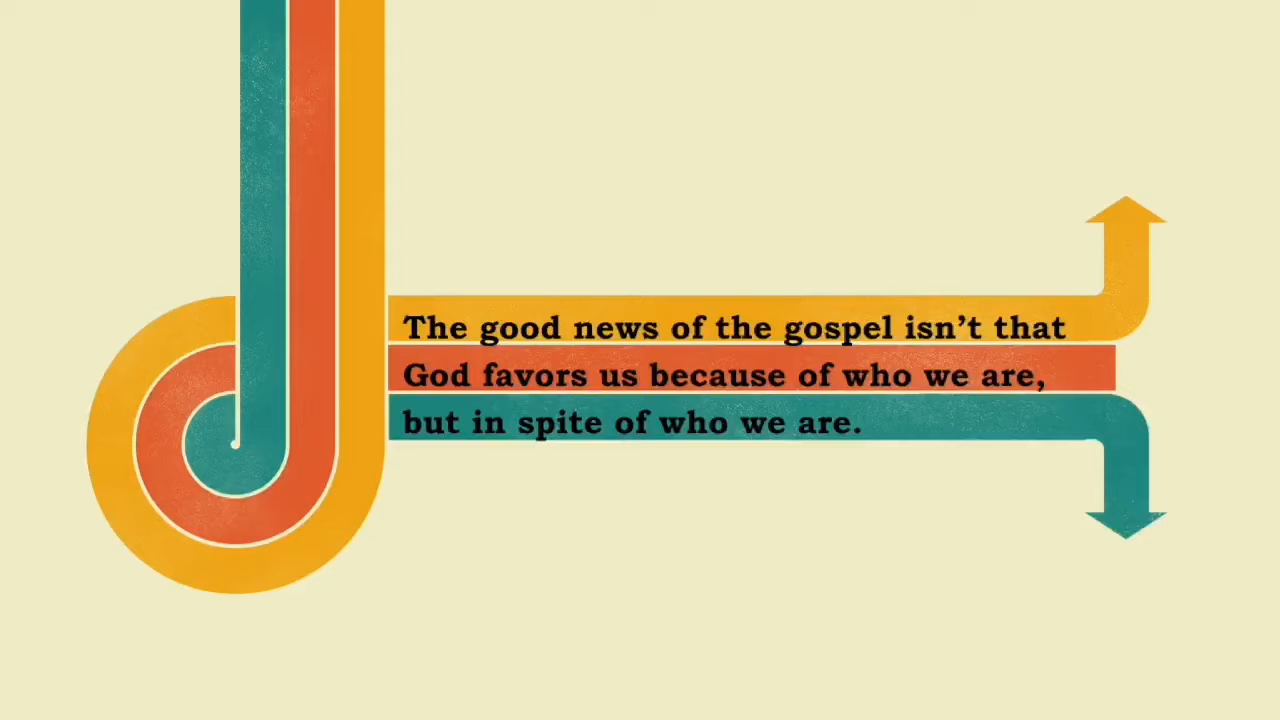 The good news of the gospel isn’t that
God favors us because of who we are,
but in spite of who we are.